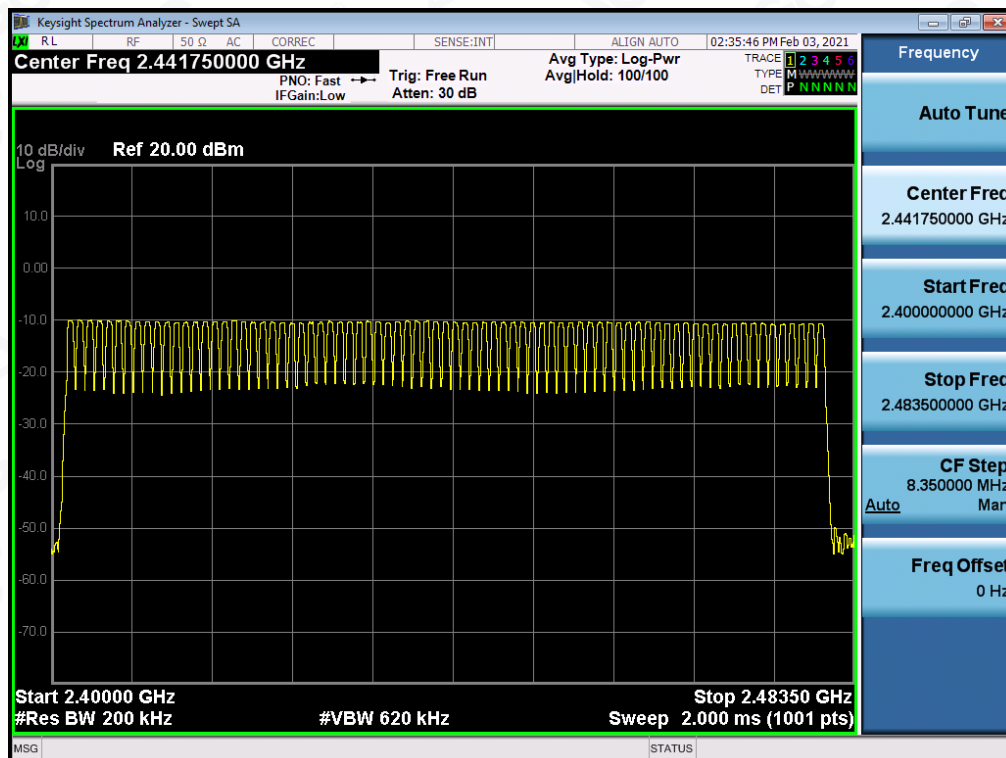 Keysight Spectrum Analyzer - Swept SA
LXI RL RF 50 Ω AC CORREC SENSE:INT ALIGN AUTO 02:35:46 PM Feb 03, 2021
Center Freq 2.441750000 GHz
PNO: Fast
IFGain:Low
Trig: Free Run
Atten: 30 dB
Avg Type: Log-Pwr
Avg|Hold: 100/100
TRACE 1 2 3 4 5 6
TYPE M WWWWW
DET P N N N N N
10 dB/div Ref 20.00 dBm
Log
10.0
0.00
-10.0
-20.0
-30.0
-40.0
-50.0
-60.0
-70.0
Start 2.40000 GHz Stop 2.48350 GHz
#Res BW 200 kHz #VBW 620 kHz Sweep 2.000 ms (1001 pts)
MSG STATUS
Frequency
Auto Tune
Center Freq
2.441750000 GHz
Start Freq
2.400000000 GHz
Stop Freq
2.483500000 GHz
CF Step
8.350000 MHz
Auto Man
Freq Offset
0 Hz